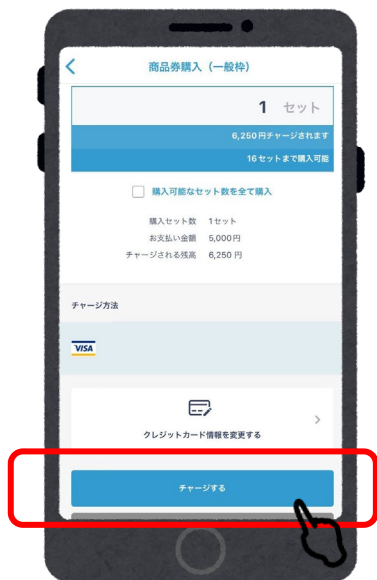 商品券購入（一般枠）
1 セット
6,250円チャージされます
16セットまで購入可能
購入可能なセット数を全て購入
購入セット数 1セット
お支払い金額 5,000円
チャージされる残高 6,250円
チャージ方法
VISA
クレジットカード情報を変更する
チャージする